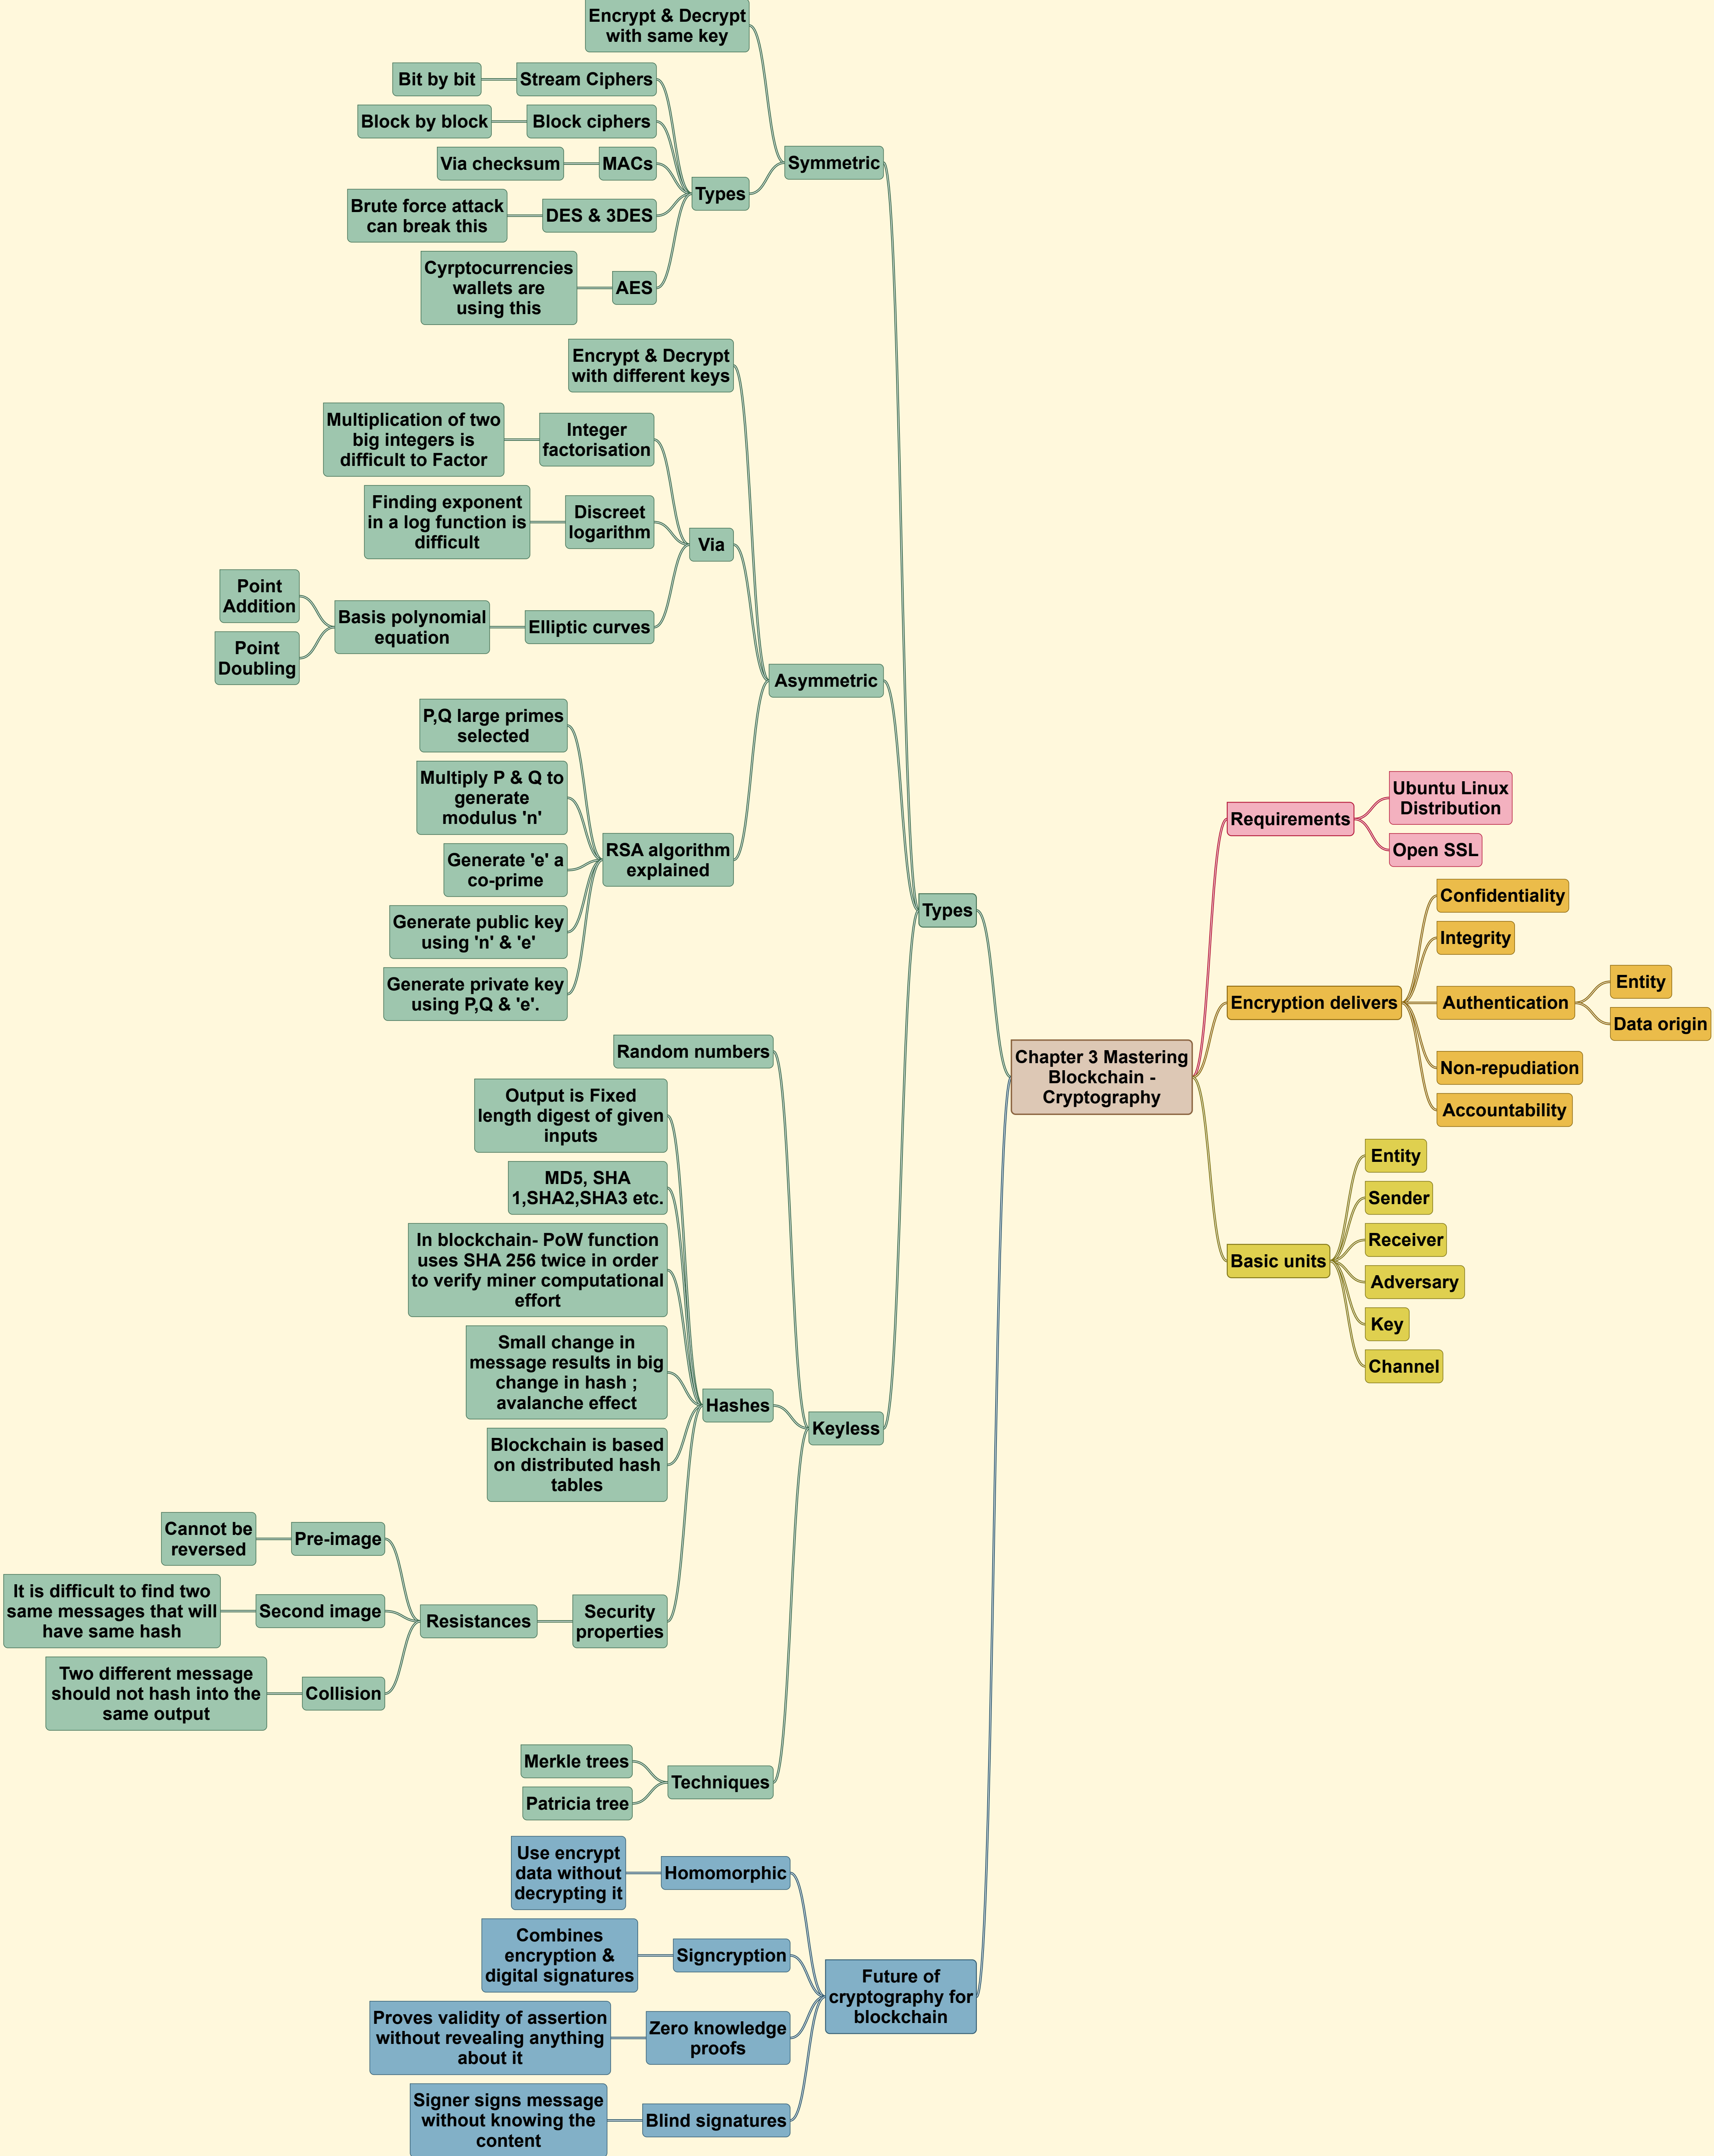 Encrypt & Decrypt
with same key
Bit by bit
Stream Ciphers
Block by block
Block ciphers
Via checksum
MACs
Brute force attack
can break this
DES & 3DES
Cyrptocurrencies
wallets are
using this
AES
Types
Symmetric
Encrypt & Decrypt
with different keys
Multiplication of two
big integers is
difficult to Factor
Integer
factorisation
Finding exponent
in a log function is
difficult
Discreet
logarithm
Via
Point
Addition
Point
Doubling
Basis polynomial
equation
Elliptic curves
Asymmetric
P,Q large primes
selected
Multiply P & Q to
generate
modulus 'n'
Generate 'e' a
co-prime
Generate public key
using 'n' & 'e'
Generate private key
using P,Q & 'e'.
RSA algorithm
explained
Types
Random numbers
Output is Fixed
length digest of given
inputs
MD5, SHA
1,SHA2,SHA3 etc.
In blockchain- PoW function
uses SHA 256 twice in order
to verify miner computational
effort
Small change in
message results in big
change in hash ;
avalanche effect
Blockchain is based
on distributed hash
tables
Hashes
Keyless
Cannot be
reversed
Pre-image
It is difficult to find two
same messages that will
have same hash
Second image
Two different message
should not hash into the
same output
Collision
Resistances
Security
properties
Merkle trees
Patricia tree
Techniques
Use encrypt
data without
decrypting it
Homomorphic
Combines
encryption &
digital signatures
Signcryption
Proves validity of assertion
without revealing anything
about it
Zero knowledge
proofs
Signer signs message
without knowing the
content
Blind signatures
Future of
cryptography for
blockchain
Chapter 3 Mastering
Blockchain -
Cryptography
Requirements
Ubuntu Linux
Distribution
Open SSL
Encryption delivers
Confidentiality
Integrity
Authentication
Entity
Data origin
Non-repudiation
Accountability
Basic units
Entity
Sender
Receiver
Adversary
Key
Channel